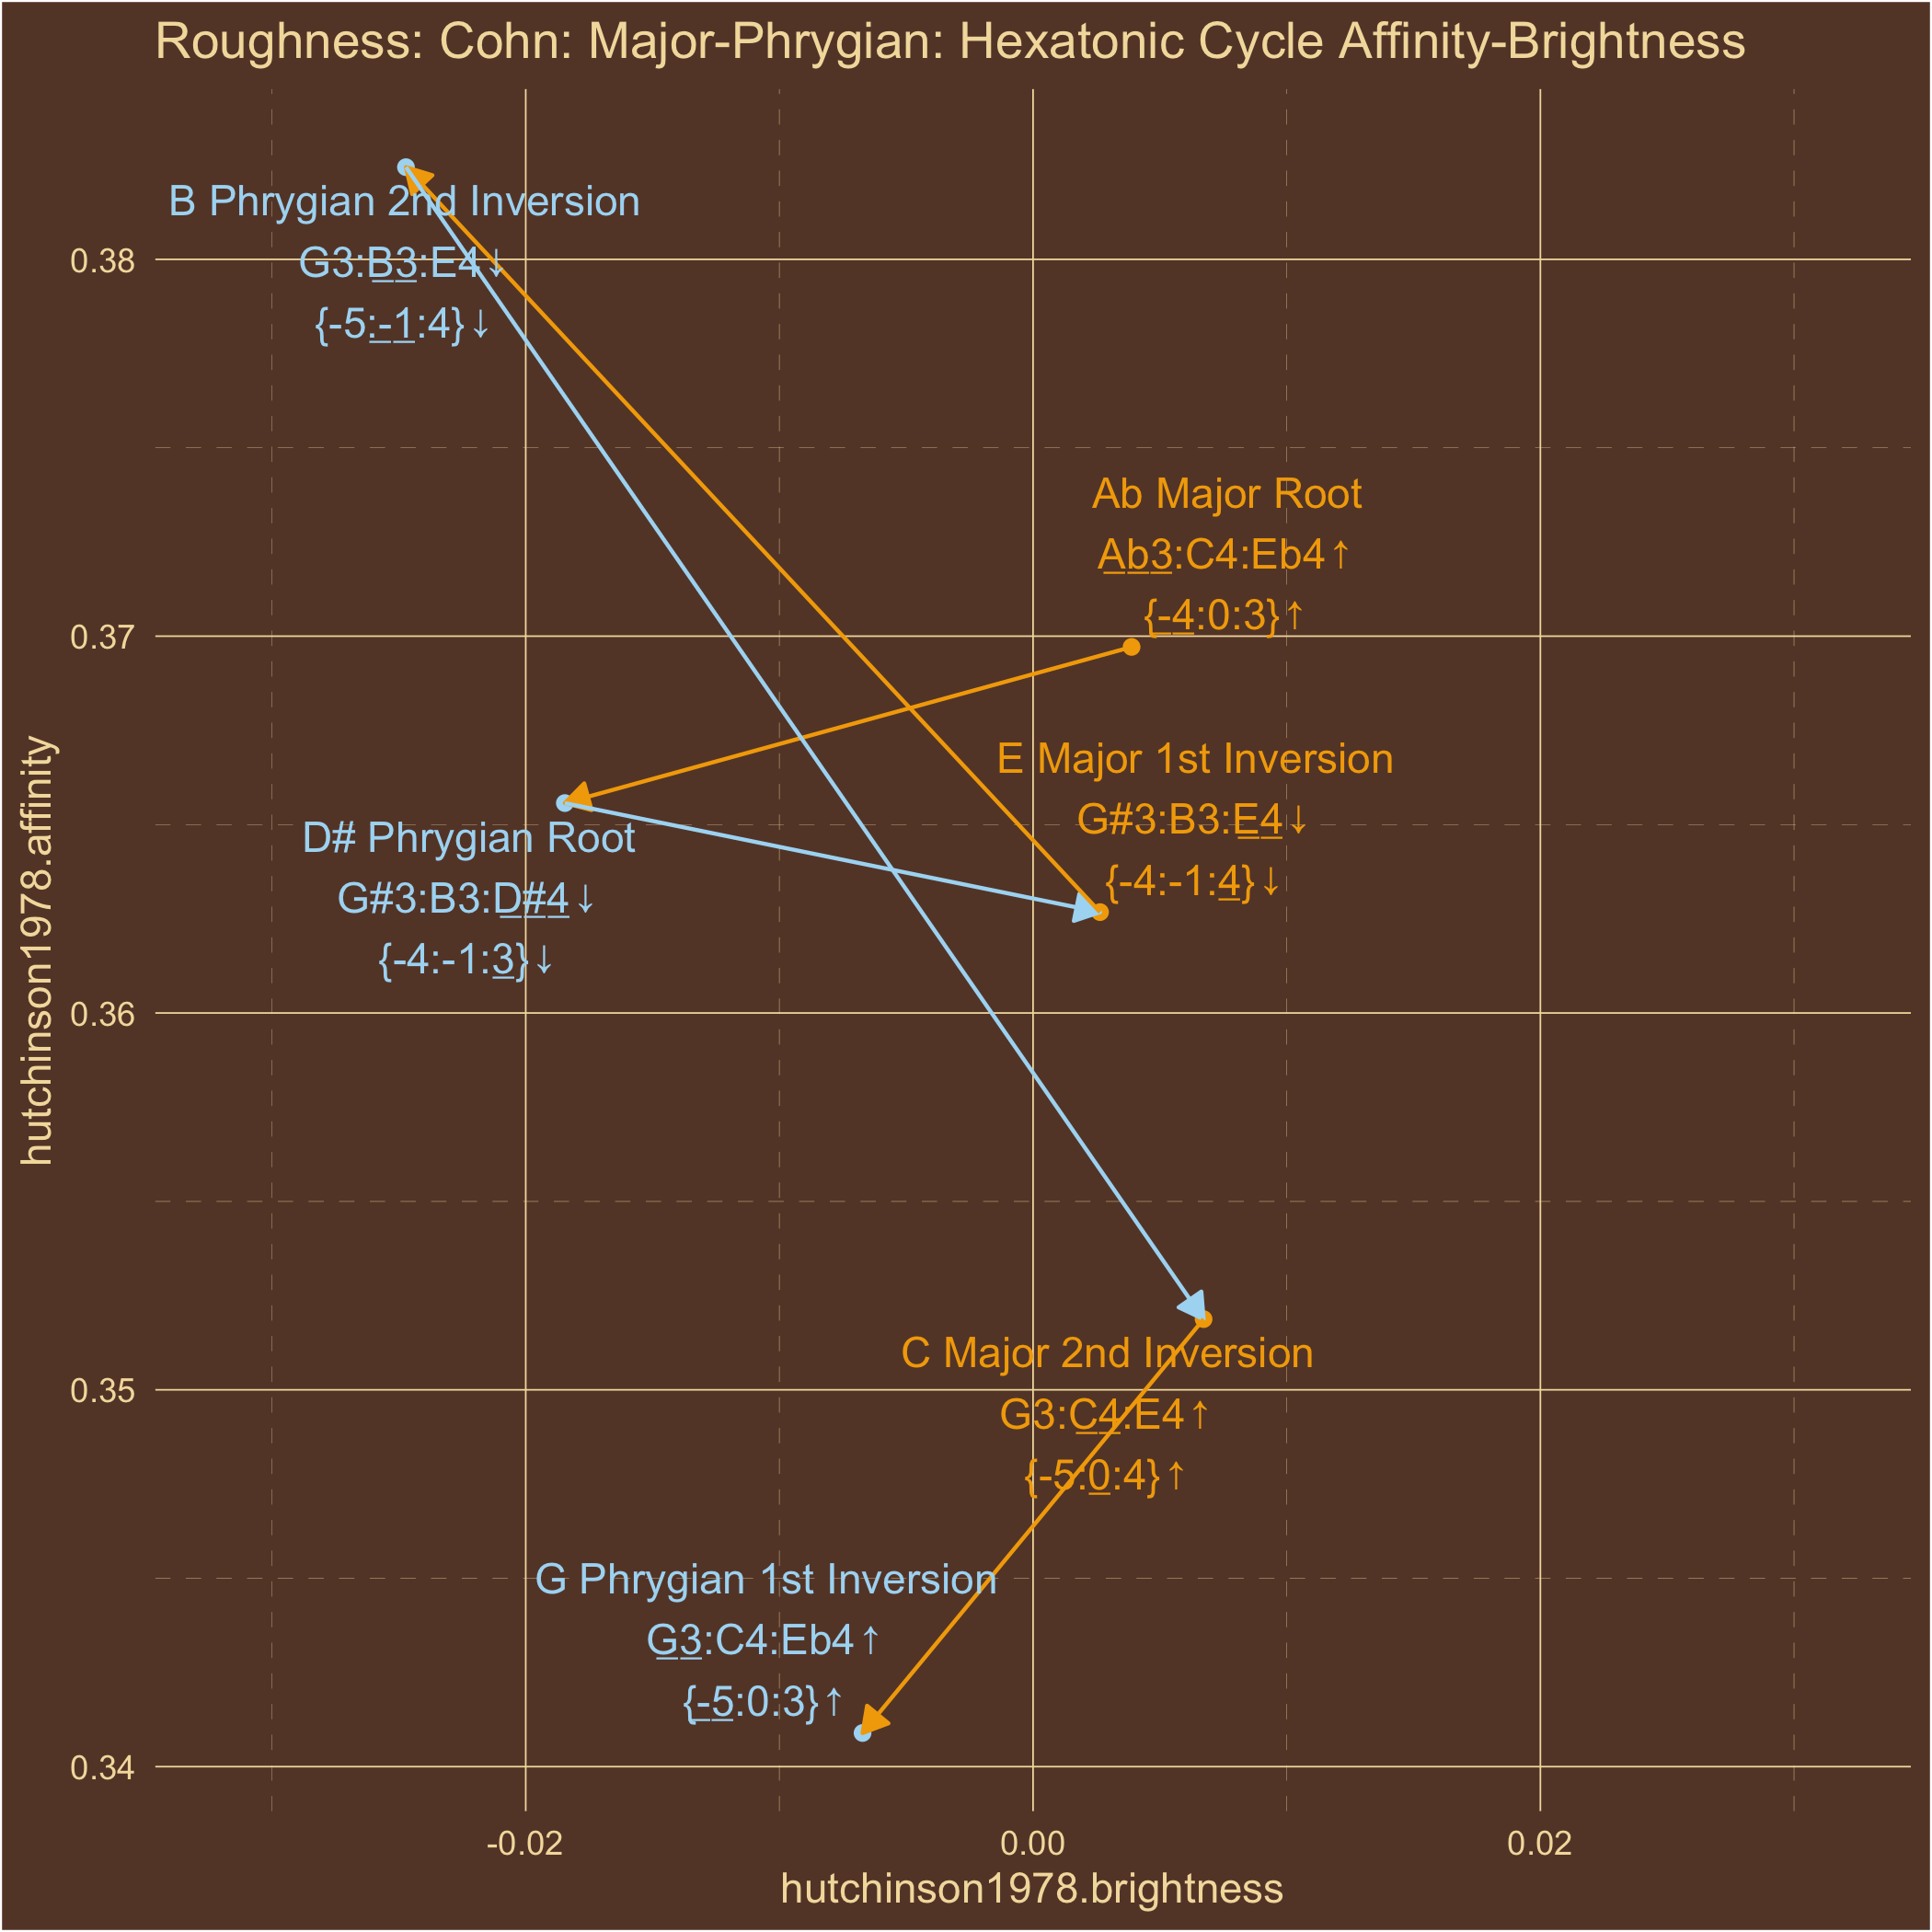 Roughness: Cohn: Major-Phrygian: Hexatonic Cycle Affinity-Brightness
B Phrygian 2nd Inversion
G3:B3:E4↓
{-5:-1:4}↓
Ab Major Root
Ab3:C4:Eb4↑
{-4:0:3}↑
E Major 1st Inversion
G#3:B3:E4↓
{-4:-1:4}↓
D# Phrygian Root
G#3:B3:D#4↓
{-4:-1:3}↓
C Major 2nd Inversion
G3:C4:E4↑
{-5:0:4}↑
G Phrygian 1st Inversion
G3:C4:Eb4↑
{-5:0:3}↑
0.38
0.37
0.36
0.35
0.34
hutchinson1978.affinity
-0.02
0.00
0.02
hutchinson1978.brightness